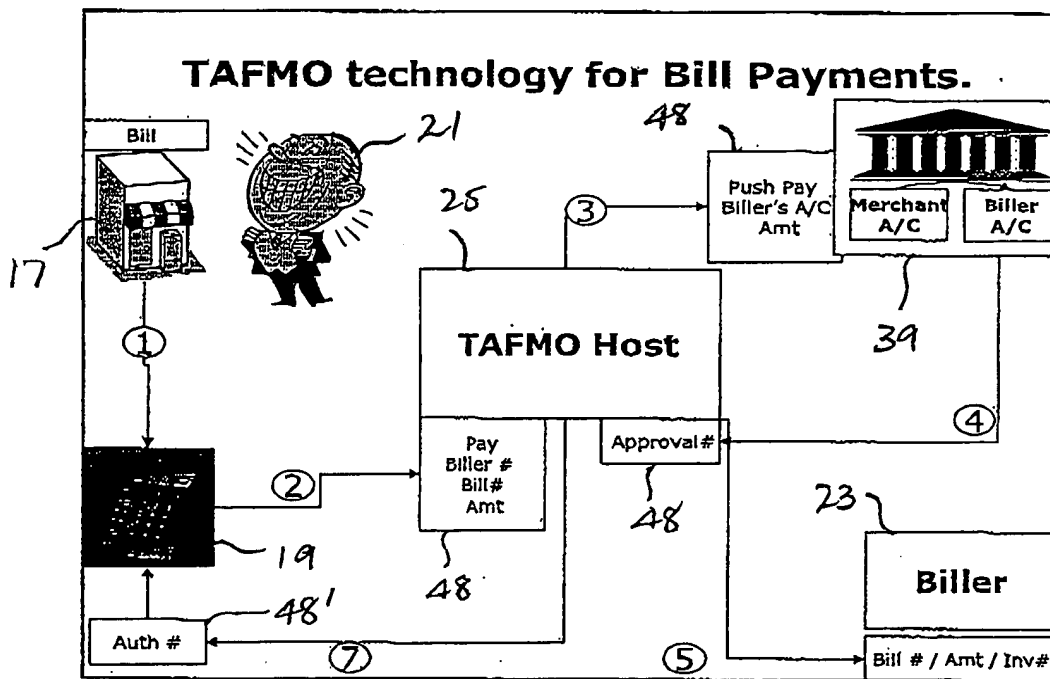 TAFMO technology for Bill Payments.
Bill
21
48
25
3
Push Pay
Biller's A/C
Amt
Merchant
A/C
Biller
A/C
17
1
TAFMO Host
39
4
2
Pay
Biller #
Bill#
Amt
Approval#
48
23
19
48
Biller
48'
Auth #
7
5
Bill # / Amt / Inv#